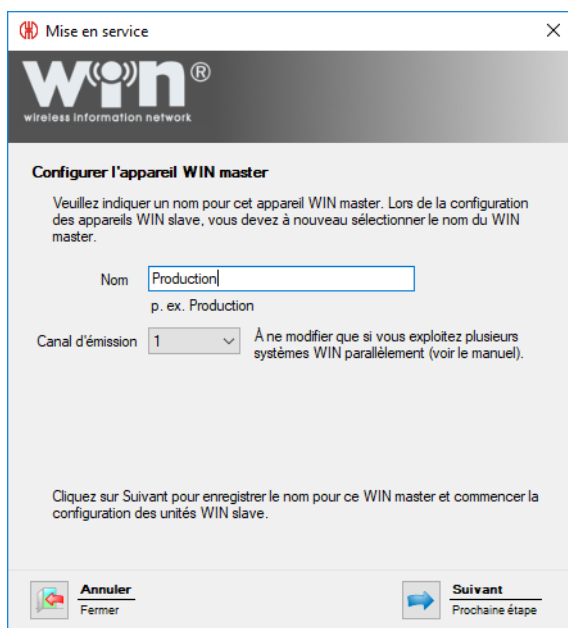 Mise en service
WIN®
wireless information network
Configurer l'appareil WIN master
Veuillez indiquer un nom pour cet appareil WIN master. Lors de la configuration
des appareils WIN slave, vous devez à nouveau sélectionner le nom du WIN
master.
Nom Production
p. ex. Production
Canal d'émission 1 À ne modifier que si vous exploitez plusieurs
systèmes WIN parallèlement (voir le manuel).
Cliquez sur Suivant pour enregistrer le nom pour ce WIN master et commencer la
configuration des unités WIN slave.
Annuler
Fermer
Suivant
Prochaine étape